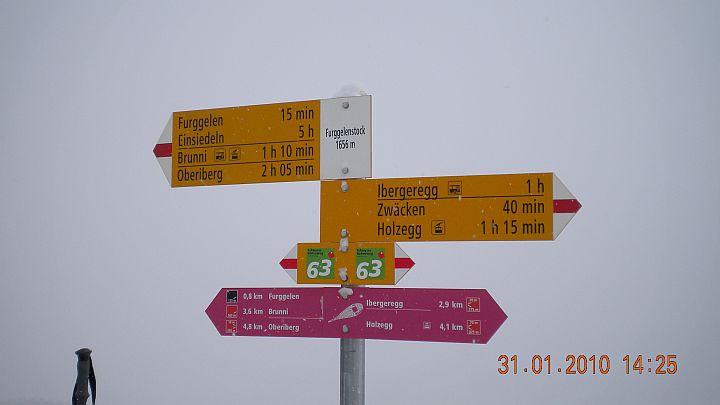 Furggelen 15 min
Einsiedeln 5 h
Brunni 1 h 10 min
Oberiberg 2 h 05 min
Furggelenstock
1656 m
Ibergeregg 1 h
Zwäcken 40 min
Holzegg 1 h 15 min
63
63
0,8 km Furggelen
3,6 km Brunni
4,8 km Oberiberg
Ibergeregg 2,9 km
Holzegg 4,1 km
31.01.2010 14:25